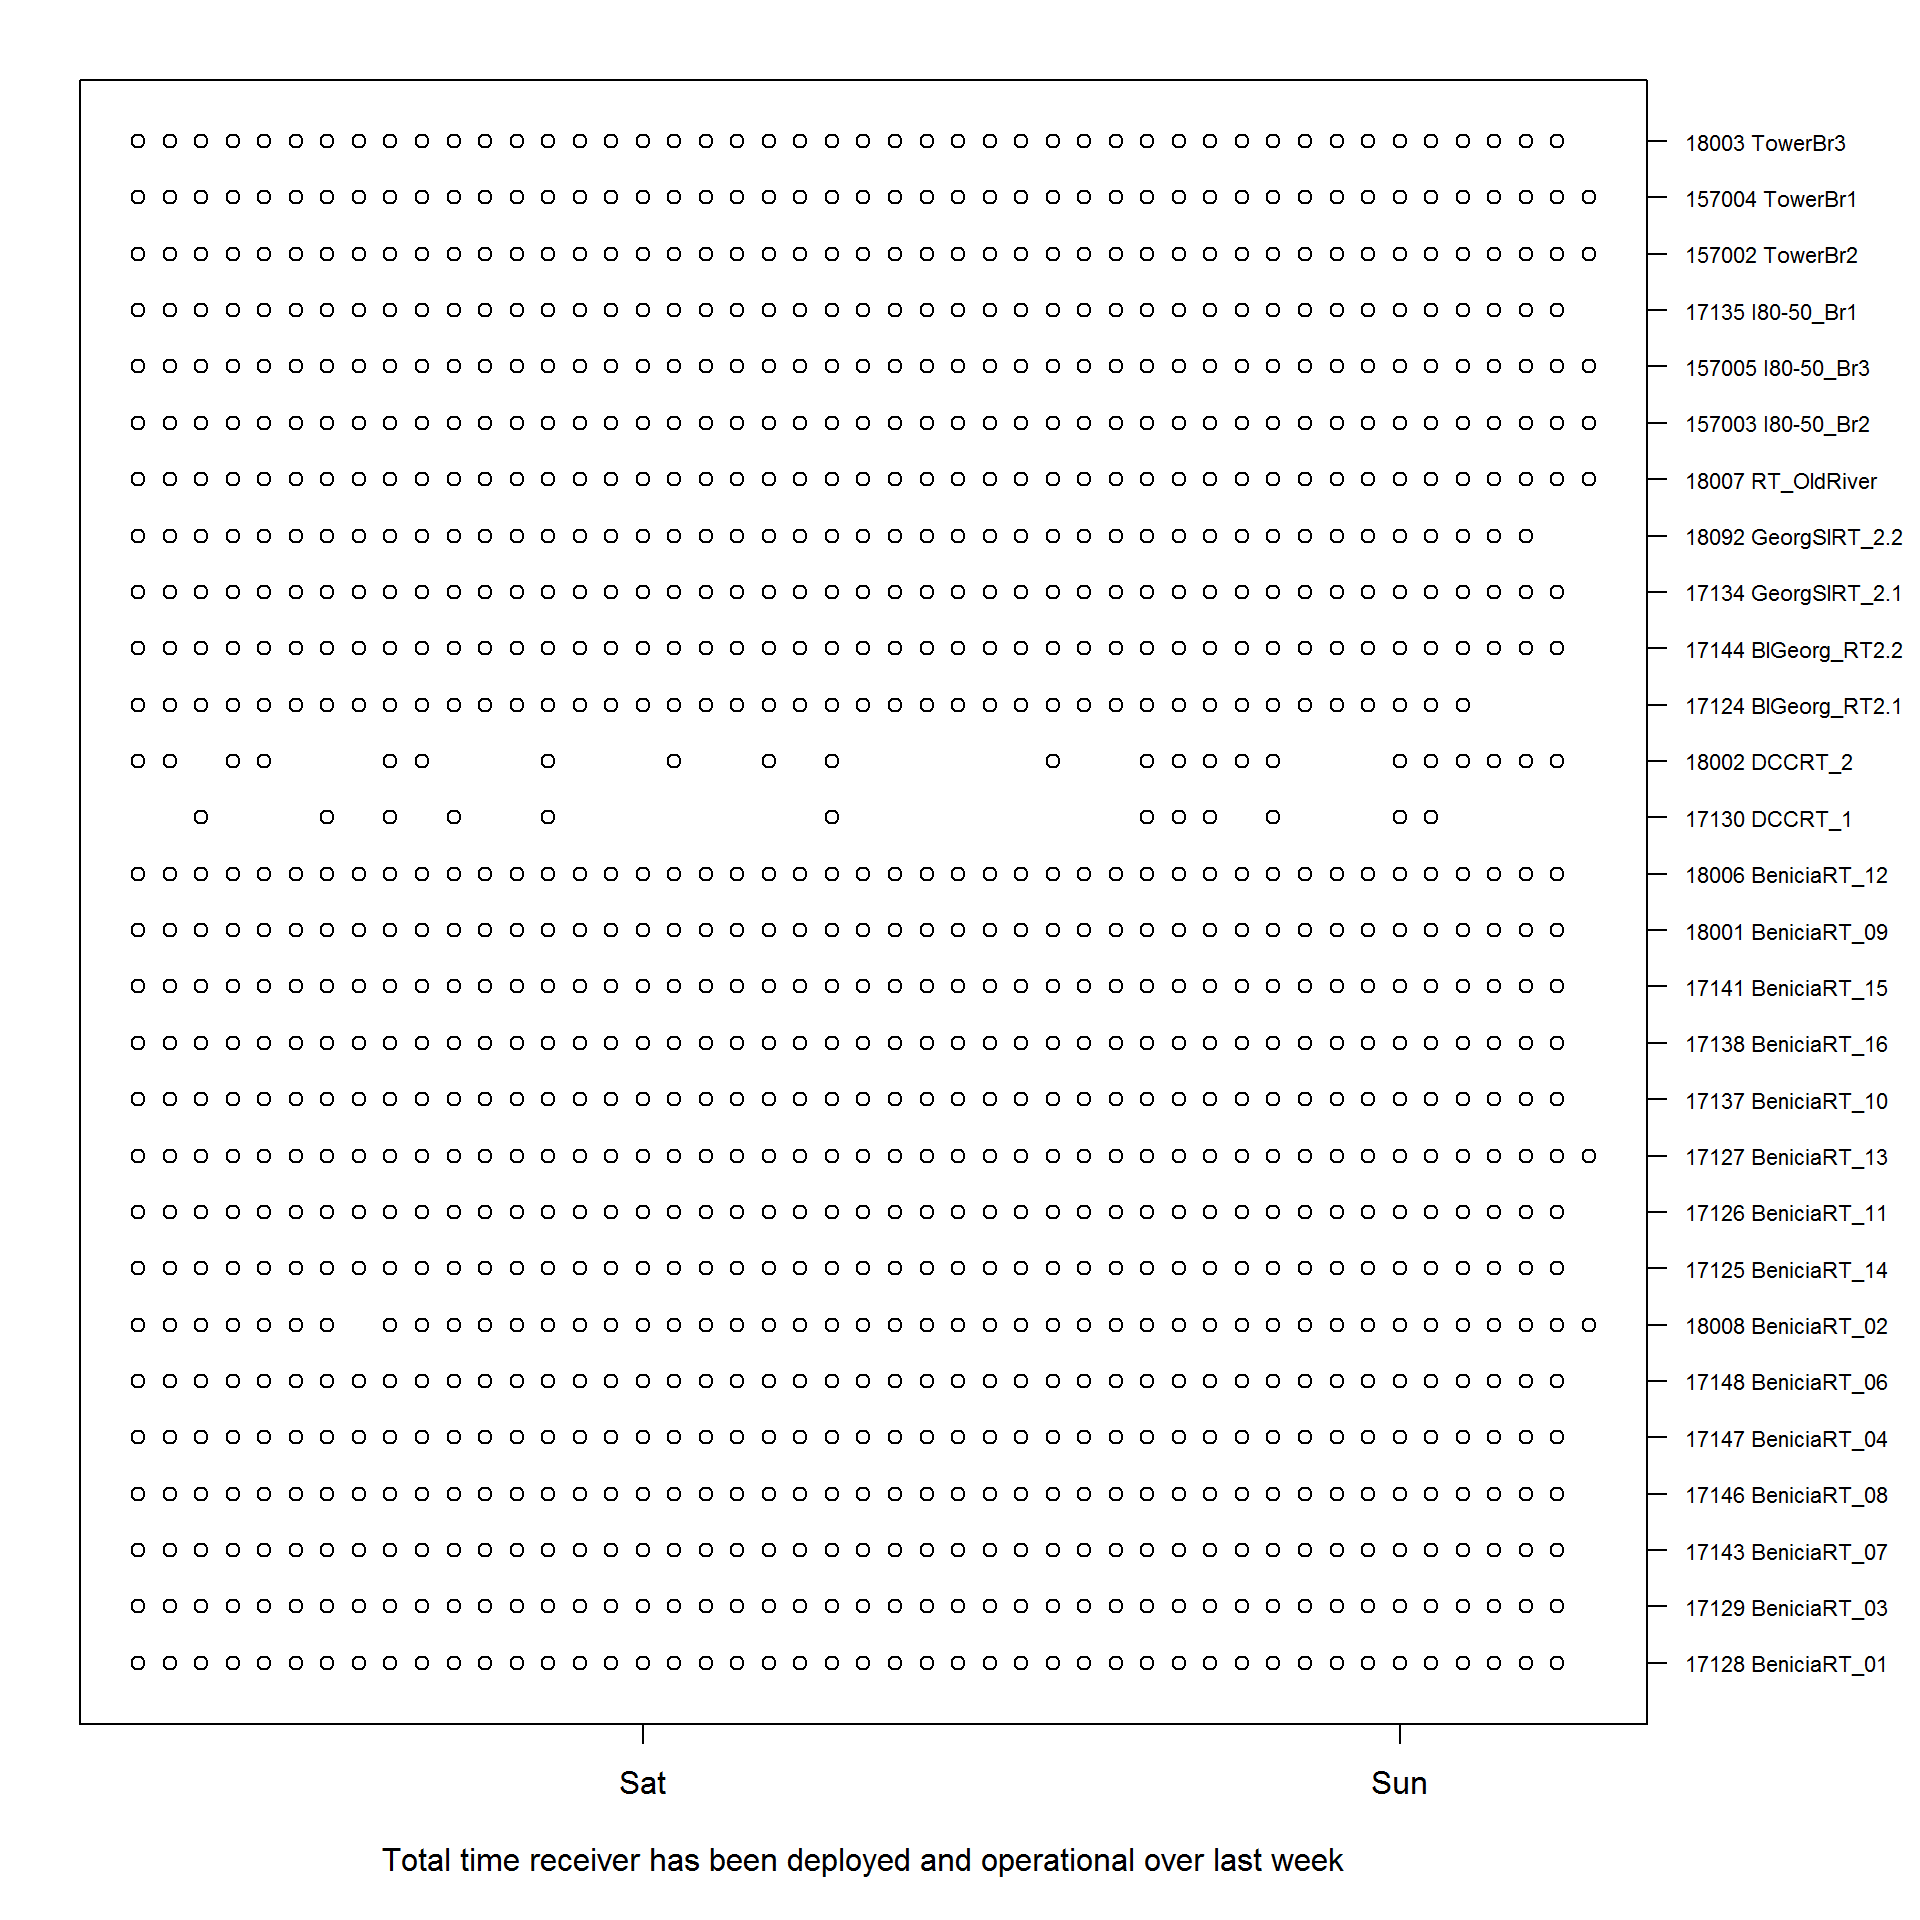 18003 TowerBr3
157004 TowerBr1
157002 TowerBr2
17135 I80-50_Br1
157005 I80-50_Br3
157003 I80-50_Br2
18007 RT_OldRiver
18092 GeorgSlRT_2.2
17134 GeorgSlRT_2.1
17144 BlGeorg_RT2.2
17124 BlGeorg_RT2.1
18002 DCCRT_2
17130 DCCRT_1
18006 BeniciaRT_12
18001 BeniciaRT_09
17141 BeniciaRT_15
17138 BeniciaRT_16
17137 BeniciaRT_10
17127 BeniciaRT_13
17126 BeniciaRT_11
17125 BeniciaRT_14
18008 BeniciaRT_02
17148 BeniciaRT_06
17147 BeniciaRT_04
17146 BeniciaRT_08
17143 BeniciaRT_07
17129 BeniciaRT_03
17128 BeniciaRT_01
Sat Sun
Total time receiver has been deployed and operational over last week